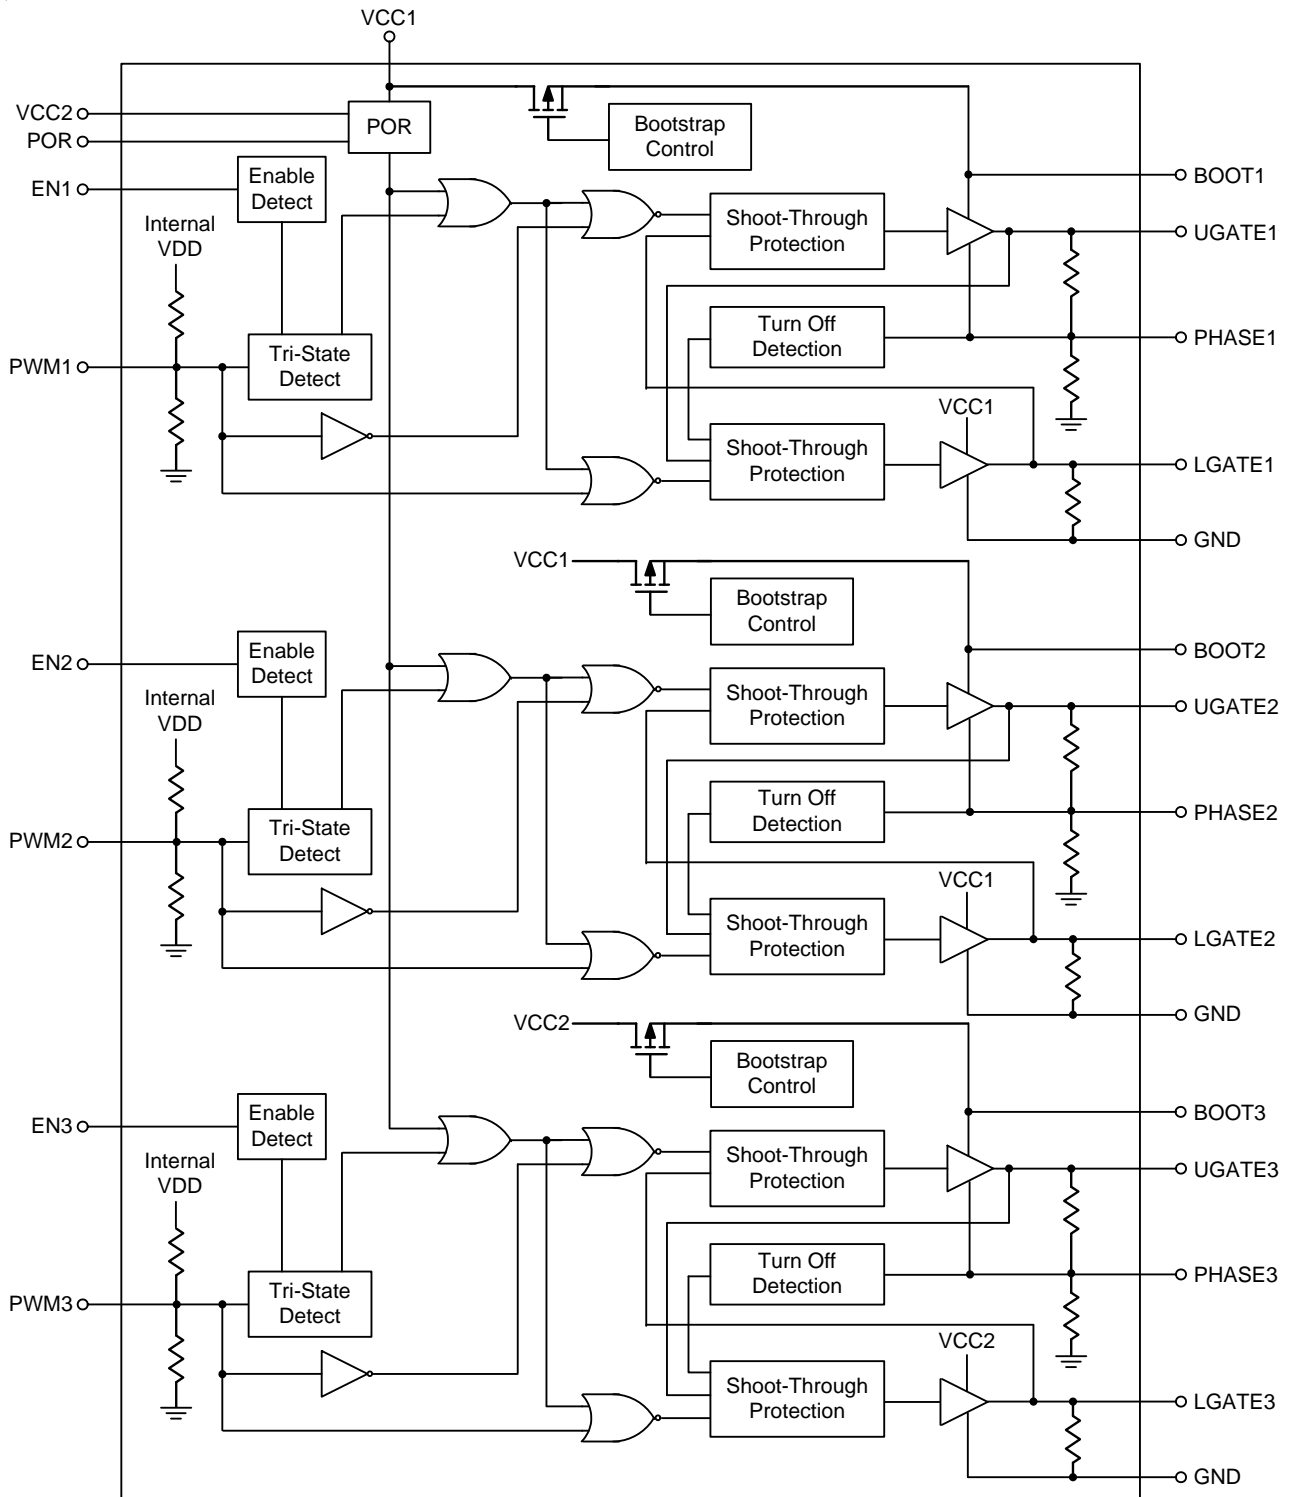 VCC1
VCC2
POR
POR
Bootstrap
Control
EN1
Enable
Detect
BOOT1
Internal
VDD
Shoot-Through
Protection
UGATE1
PWM1
Tri-State
Detect
Turn Off
Detection
PHASE1
VCC1
Shoot-Through
Protection
LGATE1
GND
VCC1
Bootstrap
Control
EN2
Enable
Detect
BOOT2
Internal
VDD
Shoot-Through
Protection
UGATE2
PWM2
Tri-State
Detect
Turn Off
Detection
PHASE2
VCC1
Shoot-Through
Protection
LGATE2
GND
VCC2
Bootstrap
Control
EN3
Enable
Detect
BOOT3
Internal
VDD
Shoot-Through
Protection
UGATE3
PWM3
Tri-State
Detect
Turn Off
Detection
PHASE3
VCC2
Shoot-Through
Protection
LGATE3
GND